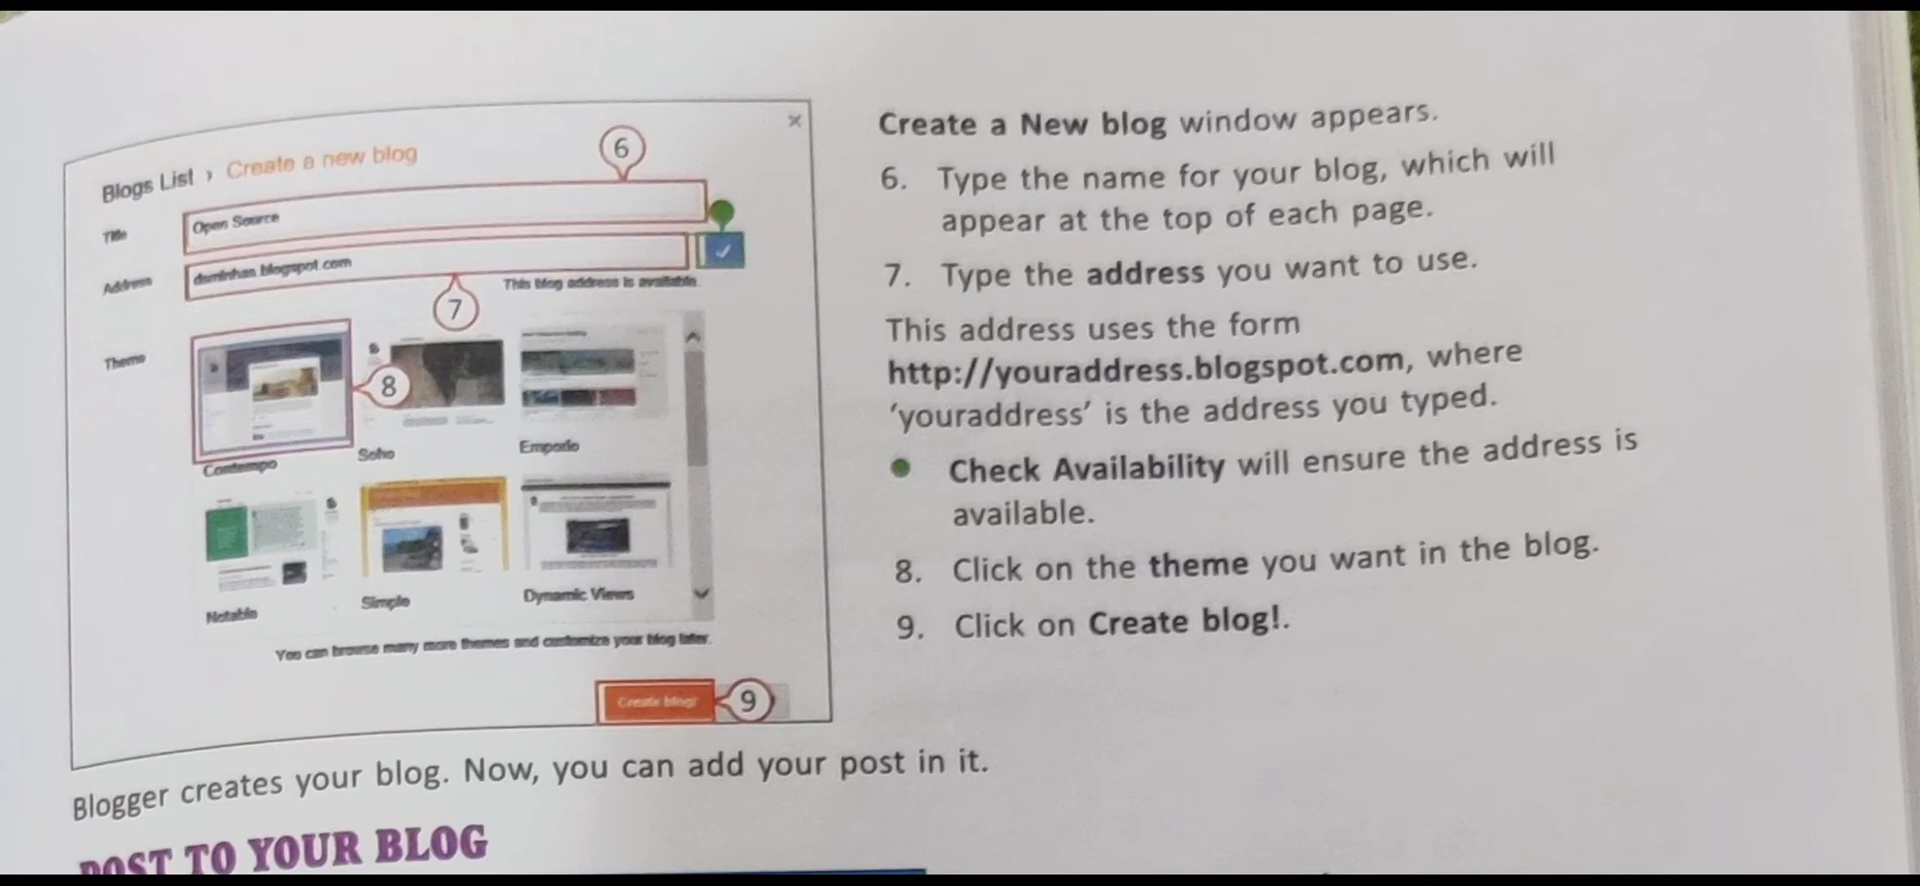 Blogs List › Create a new blog
Title
Open Source
Address
dsminhas.blogspot.com
This blog address is available.
Theme
Contempo
Soho
Emporio
Notable
Simple
Dynamic Views
You can browse many more themes and customize your blog later.
Create blog!
6
7
8
9
Create a New blog window appears.
6. Type the name for your blog, which will
appear at the top of each page.
7. Type the address you want to use.
This address uses the form
http://youraddress.blogspot.com, where
'youraddress' is the address you typed.
● Check Availability will ensure the address is
available.
8. Click on the theme you want in the blog.
9. Click on Create blog!.
Blogger creates your blog. Now, you can add your post in it.
POST TO YOUR BLOG